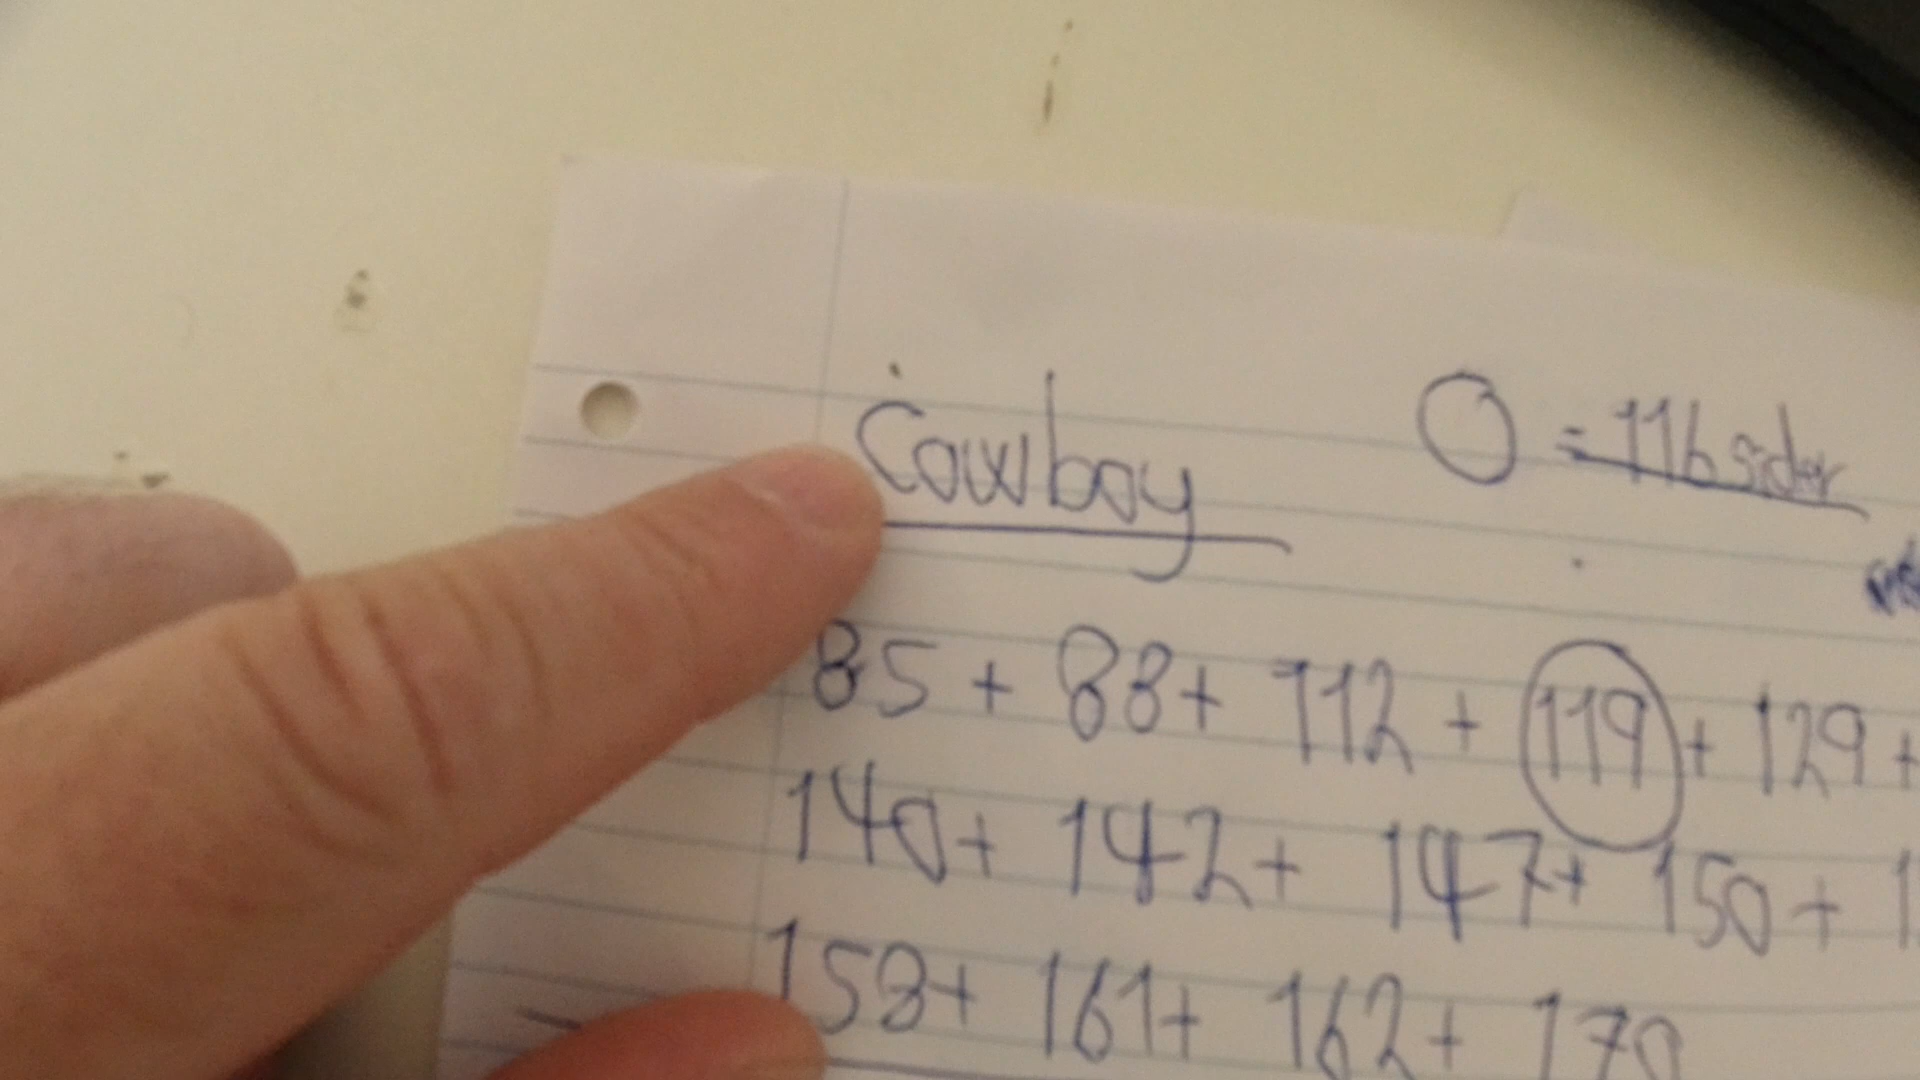 Cowboy
= 116 sider
85 + 88 + 112 + 119 + 129 +
140 + 142 + 147 + 150 +
158 + 161 + 162 + 170